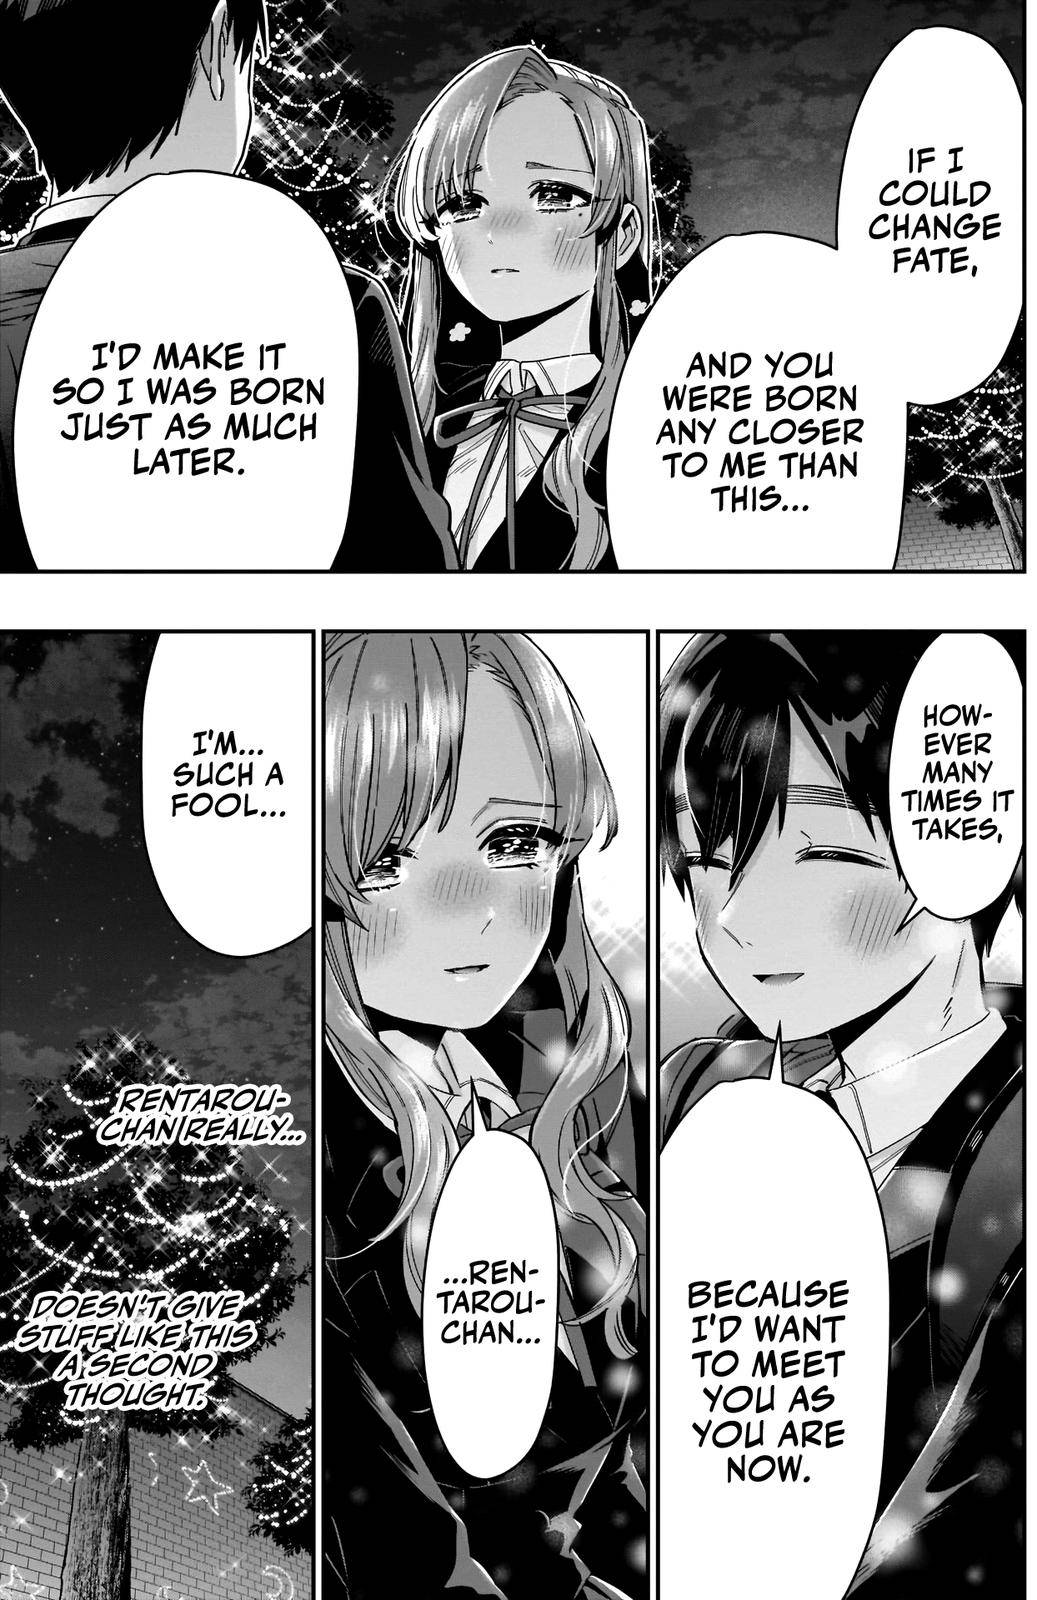 IF I
COULD
CHANGE
FATE,
AND YOU
WERE BORN
ANY CLOSER
TO ME THAN
THIS...
I'D MAKE IT
SO I WAS BORN
JUST AS MUCH
LATER.
HOW-
EVER
MANY
TIMES IT
TAKES,
BECAUSE
I'D WANT
TO MEET
YOU AS
YOU ARE
NOW.
...REN-
TAROU-
CHAN...
I'M...
SUCH A
FOOL...
RENTAROU-
CHAN REALLY...
DOESN'T GIVE
STUFF LIKE THIS
A SECOND
THOUGHT.